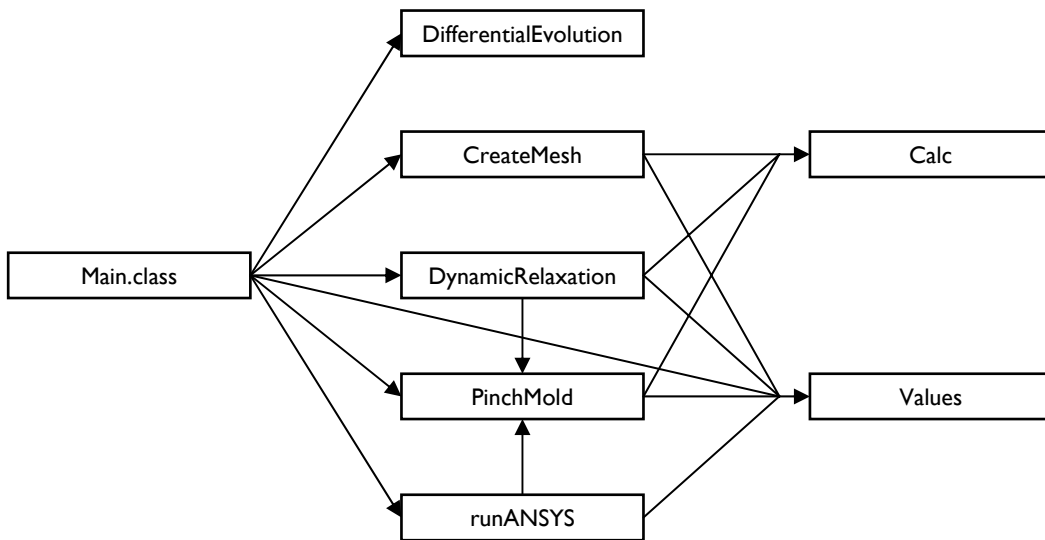 DifferentialEvolution
CreateMesh
Calc
Main.class
DynamicRelaxation
PinchMold
Values
runANSYS